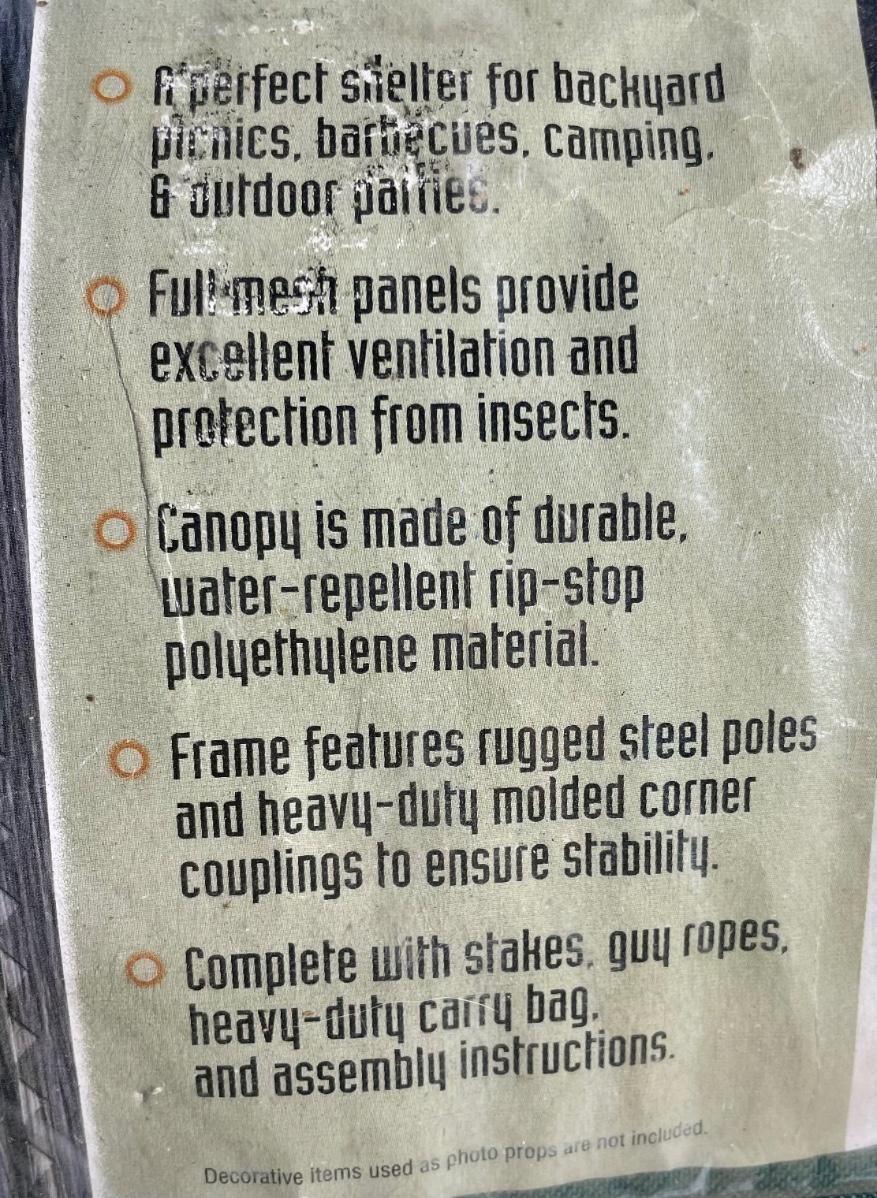 A perfect shelter for backyard
picnics, barbecues, camping,
& outdoor parties.
Full mesh panels provide
excellent ventilation and
protection from insects.
Canopy is made of durable,
water-repellent rip-stop
polyethylene material.
Frame features rugged steel poles
and heavy-duty molded corner
couplings to ensure stability.
Complete with stakes, guy ropes,
heavy-duty carry bag,
and assembly instructions.
Decorative items used as photo props are not included.